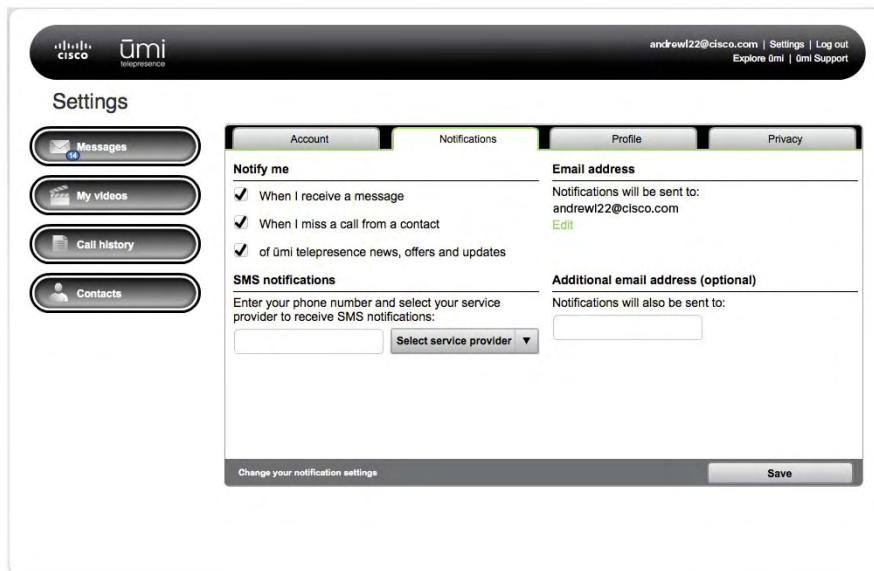 cisco
ūmi
telepresence
andrewl22@cisco.com | Settings | Log out
Explore ūmi | ūmi Support
Settings
Messages
14
My videos
Call history
Contacts
Account
Notifications
Profile
Privacy
Notify me
When I receive a message
When I miss a call from a contact
of ūmi telepresence news, offers and updates
SMS notifications
Enter your phone number and select your service
provider to receive SMS notifications:
Select service provider
Email address
Notifications will be sent to:
andrewl22@cisco.com
Edit
Additional email address (optional)
Notifications will also be sent to:
Change your notification settings
Save